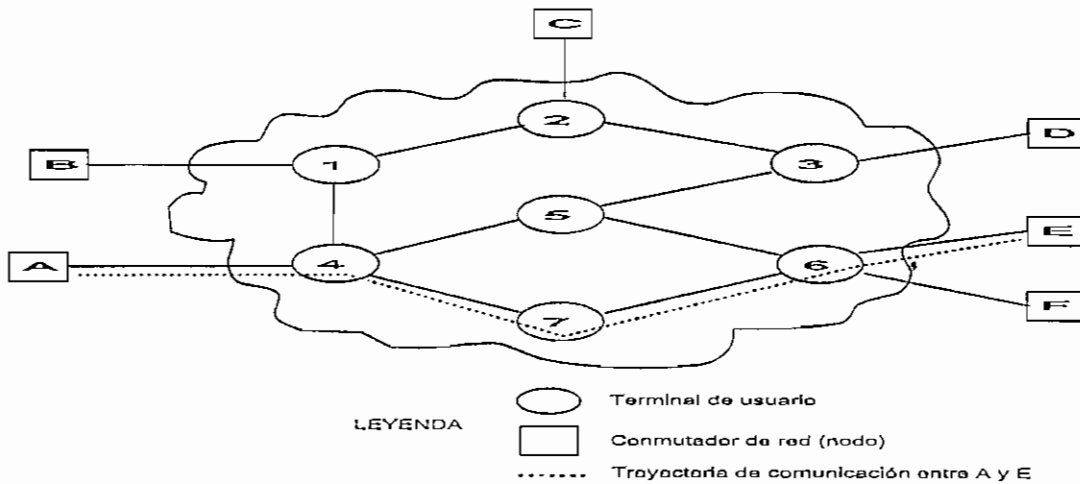 C
2
B
1
3
D
5
A
4
6
E
7
F
LEYENDA
Terminal de usuario
Conmutador de red (nodo)
Trayectoria de comunicación entre A y E